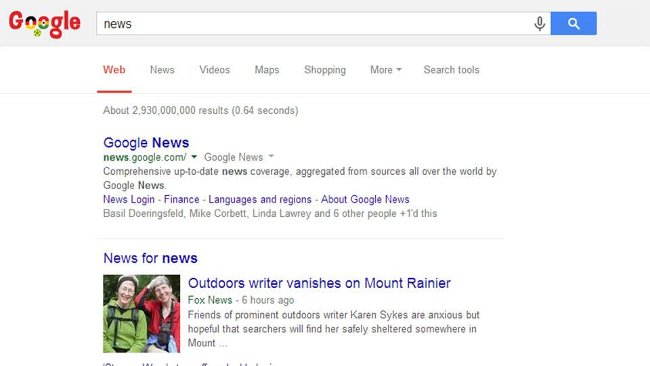 Google
news
Web News Videos Maps Shopping More Search tools
About 2,930,000,000 results (0.64 seconds)
Google News
news.google.com/ Google News
Comprehensive up-to-date news coverage, aggregated from sources all over the world by
Google News.
News Login - Finance - Languages and regions - About Google News
Basil Doeringsfeld, Mike Corbett, Linda Lawrey and 6 other people +1'd this
News for news
Outdoors writer vanishes on Mount Rainier
Fox News - 6 hours ago
Friends of prominent outdoors writer Karen Sykes are anxious but
hopeful that searchers will find her safely sheltered somewhere in
Mount ...